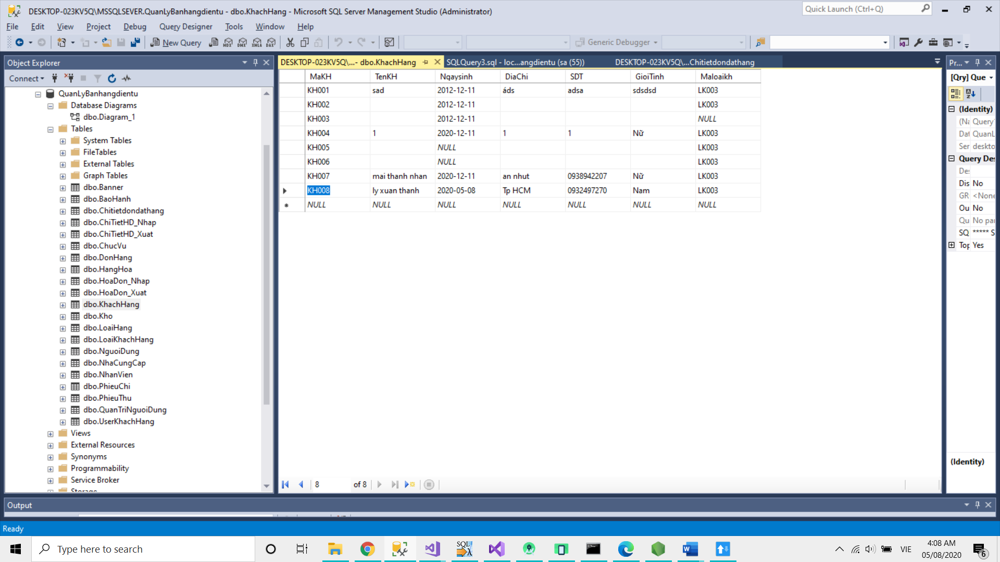 DESKTOP-023KV5Q\MSSQLSEVER.QuanLyBanhangdientu - dbo.KhachHang - Microsoft SQL Server Management Studio (Administrator)
Quick Launch (Ctrl+Q)
File Edit View Project Debug Query Designer Tools Window Help
New Query MDX DMX XMLA DAX Generic Debugger
Object Explorer
Connect
QuanLyBanhangdientu
Database Diagrams
dbo.Diagram_1
Tables
System Tables
FileTables
External Tables
Graph Tables
dbo.Banner
dbo.BaoHanh
dbo.Chitietdondathang
dbo.ChiTietHD_Nhap
dbo.ChiTietHD_Xuat
dbo.ChucVu
dbo.DonHang
dbo.HangHoa
dbo.HoaDon_Nhap
dbo.HoaDon_Xuat
dbo.KhachHang
dbo.Kho
dbo.LoaiHang
dbo.LoaiKhachHang
dbo.NguoiDung
dbo.NhaCungCap
dbo.NhanVien
dbo.PhieuChi
dbo.PhieuThu
dbo.QuanTriNguoiDung
dbo.UserKhachHang
Views
External Resources
Synonyms
Programmability
Service Broker
Storage
DESKTOP-023KV5Q\...- dbo.KhachHang SQLQuery3.sql - loc...angdientu (sa (55)) DESKTOP-023KV5Q\...Chitietdondathang
MaKH TenKH Ngaysinh DiaChi SDT GioiTinh Maloaikh
KH001 sad 2012-12-11 áds adsa sdsdsd LK003
KH002 2012-12-11 LK003
KH003 2012-12-11 NULL
KH004 1 2020-12-11 1 1 Nữ LK003
KH005 NULL LK003
KH006 NULL LK003
KH007 mai thanh nhan 2020-12-11 an nhut 0938942207 Nữ LK003
KH008 ly xuan thanh 2020-05-08 Tp HCM 0932497270 Nam LK003
NULL NULL NULL NULL NULL NULL NULL
8 of 8
Pr...
[Qry] Que
(Identity)
(Na Query
Dat QuanL
Ser deskto
Query Des
Des
Dis No
GR <None
Ou No
Qu No par
SQ ***** S
Top Yes
(Identity)
Output
Ready
Type here to search
SQL
VIE
4:08 AM
05/08/2020
6